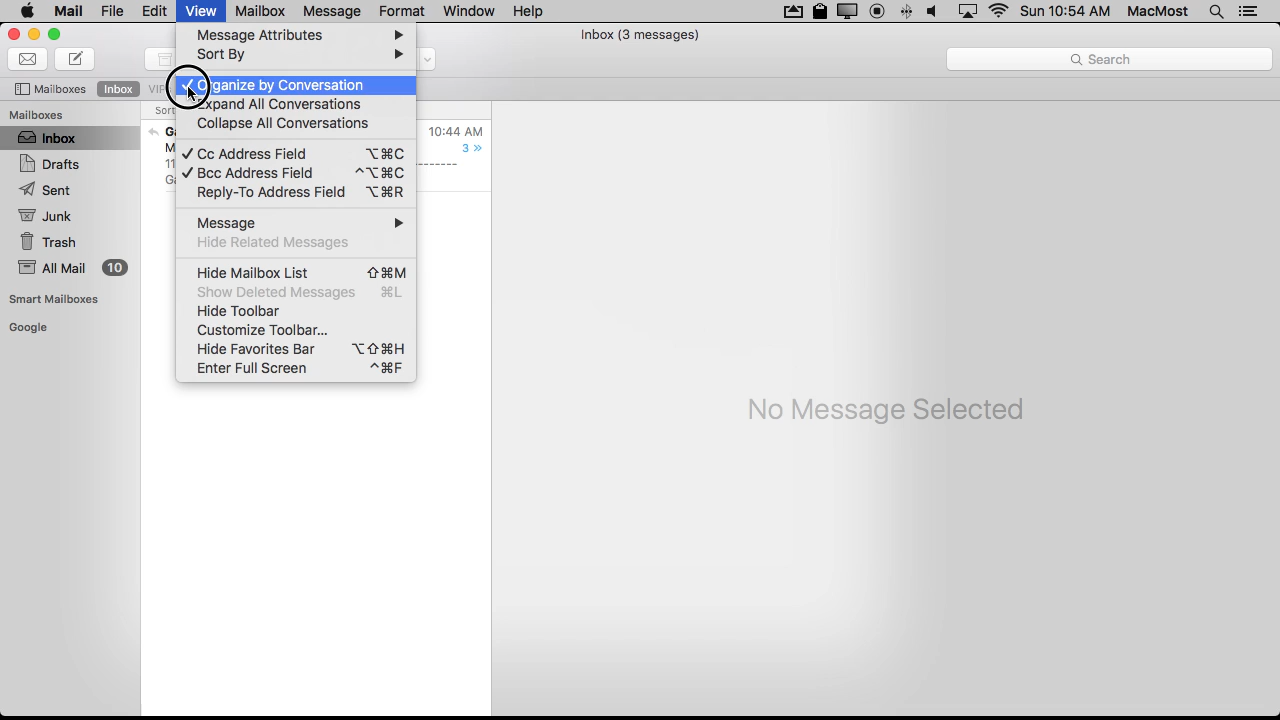 Mail File Edit View Mailbox Message Format Window Help Sun 10:54 AM MacMost
Inbox (3 messages)
Search
Mailboxes Inbox VIP
Sort
Mailboxes
Inbox
Drafts
Sent
Junk
Trash
All Mail 10
Smart Mailboxes
Google
Message Attributes
Sort By
Organize by Conversation
Expand All Conversations
Collapse All Conversations
✓ Cc Address Field ⌥⌘C
✓ Bcc Address Field ^⌥⌘C
Reply-To Address Field ⌥⌘R
Message
Hide Related Messages
Hide Mailbox List ⇧⌘M
Show Deleted Messages ⌘L
Hide Toolbar
Customize Toolbar...
Hide Favorites Bar ⌥⇧⌘H
Enter Full Screen ^⌘F
10:44 AM
3 »
11
No Message Selected